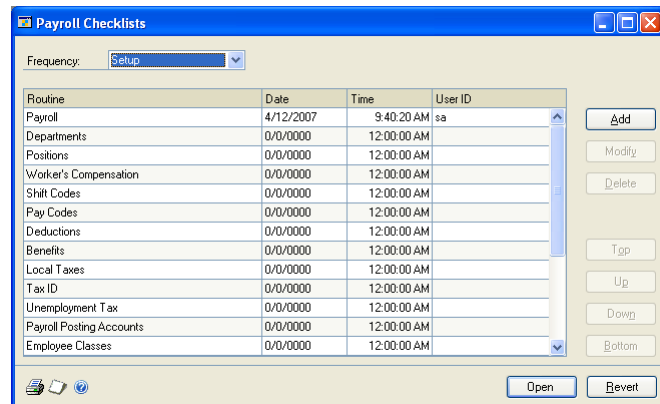 Payroll Checklists
Frequency: Setup
Routine Date Time User ID
Payroll 4/12/2007 9:40:20 AM sa
Departments 0/0/0000 12:00:00 AM
Positions 0/0/0000 12:00:00 AM
Worker's Compensation 0/0/0000 12:00:00 AM
Shift Codes 0/0/0000 12:00:00 AM
Pay Codes 0/0/0000 12:00:00 AM
Deductions 0/0/0000 12:00:00 AM
Benefits 0/0/0000 12:00:00 AM
Local Taxes 0/0/0000 12:00:00 AM
Tax ID 0/0/0000 12:00:00 AM
Unemployment Tax 0/0/0000 12:00:00 AM
Payroll Posting Accounts 0/0/0000 12:00:00 AM
Employee Classes 0/0/0000 12:00:00 AM
Add
Modify
Delete
Top
Up
Down
Bottom
Open Revert